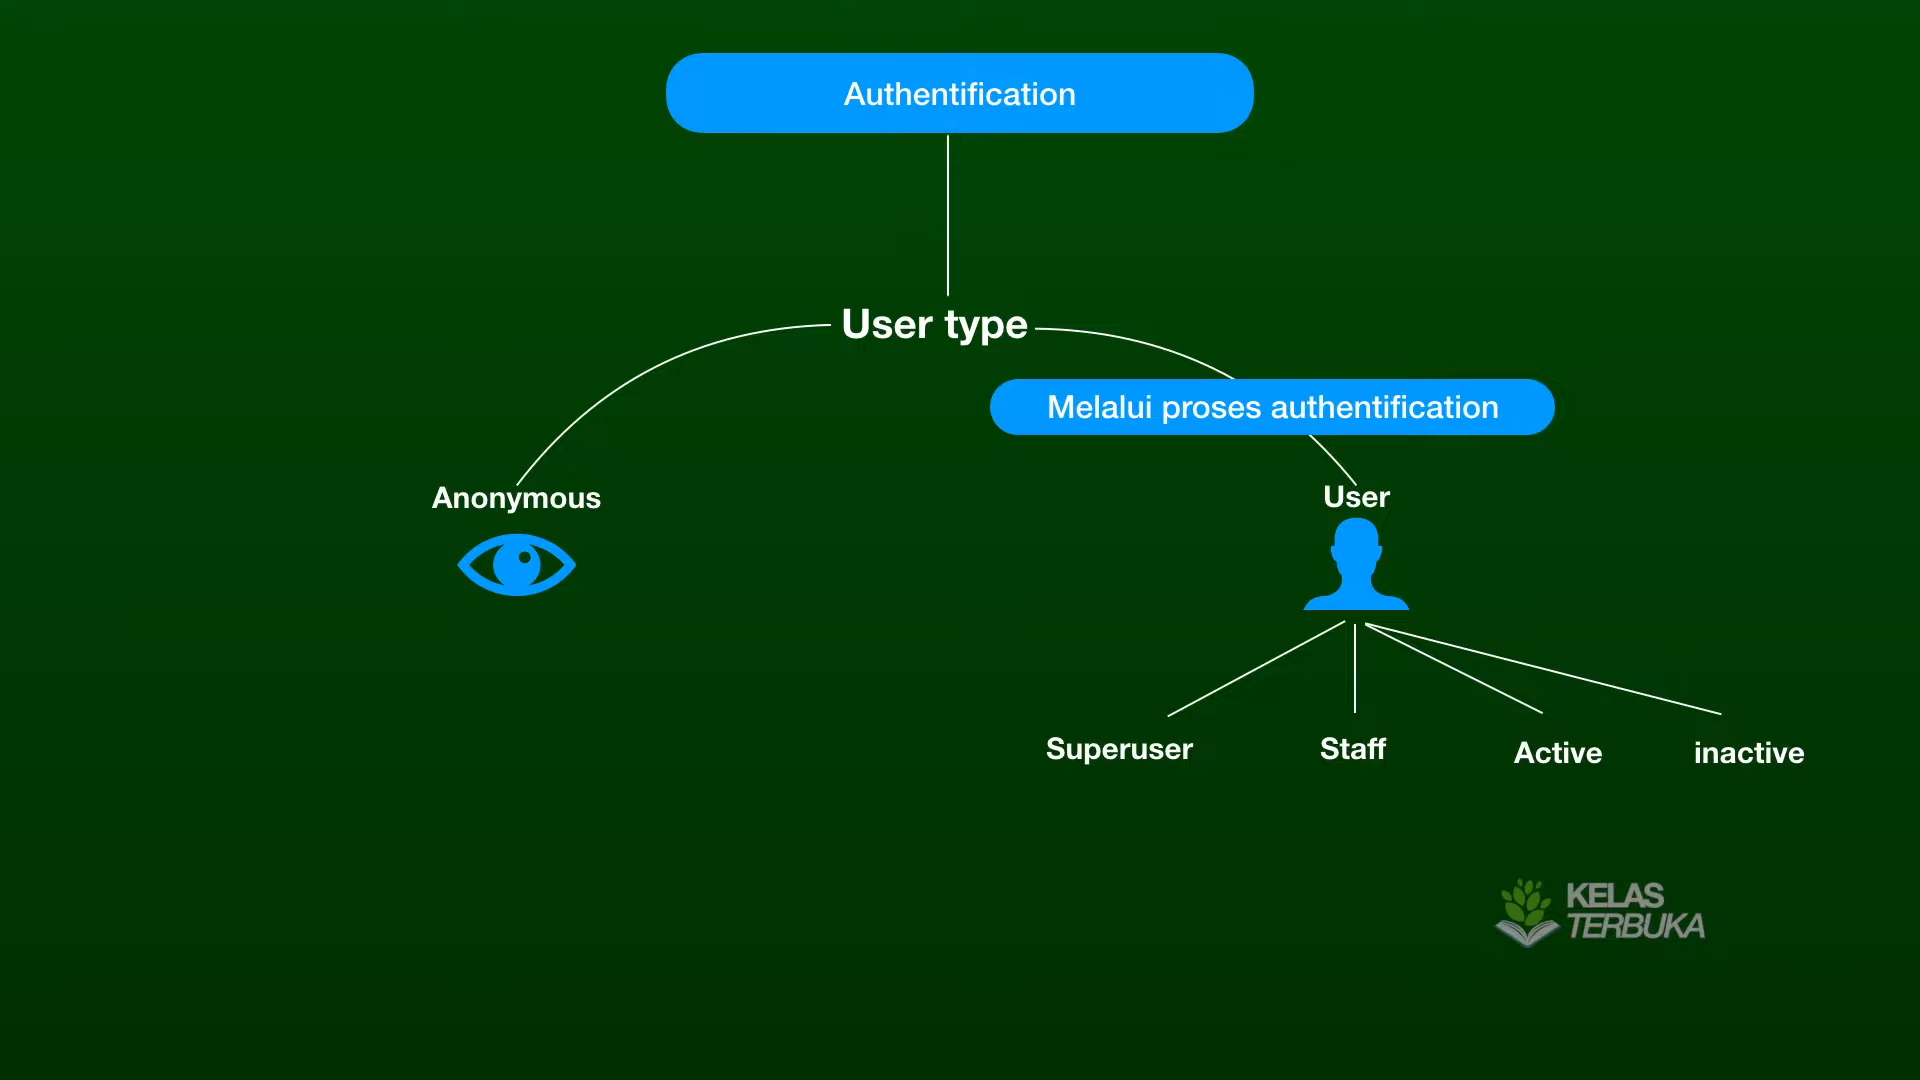 Authentification
User type
Melalui proses authentification
Anonymous
User
Superuser
Staff
Active
inactive
KELAS
TERBUKA